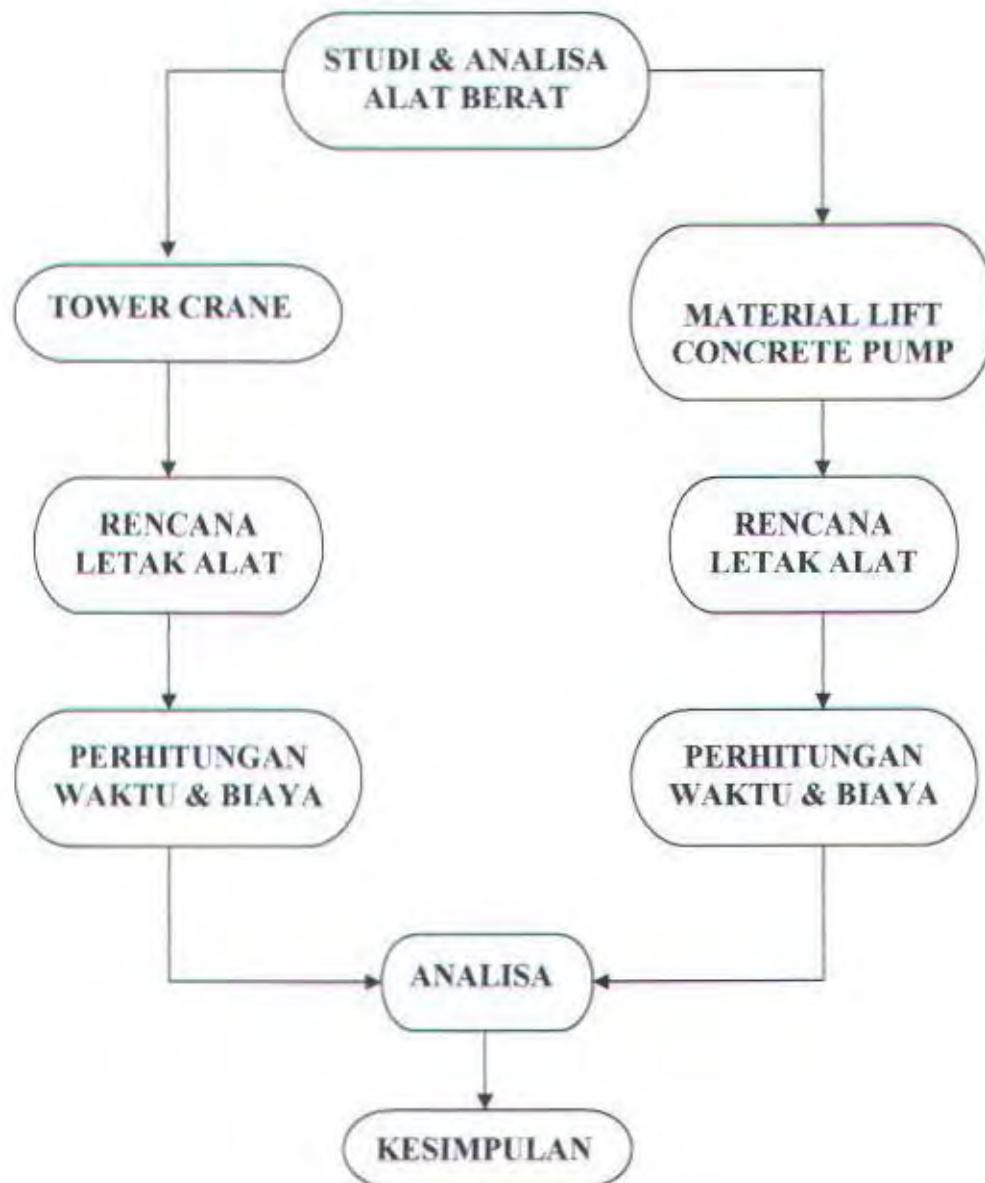 STUDI & ANALISA
ALAT BERAT
TOWER CRANE
MATERIAL LIFT
CONCRETE PUMP
RENCANA
LETAK ALAT
RENCANA
LETAK ALAT
PERHITUNGAN
WAKTU & BIAYA
PERHITUNGAN
WAKTU & BIAYA
ANALISA
KESIMPULAN